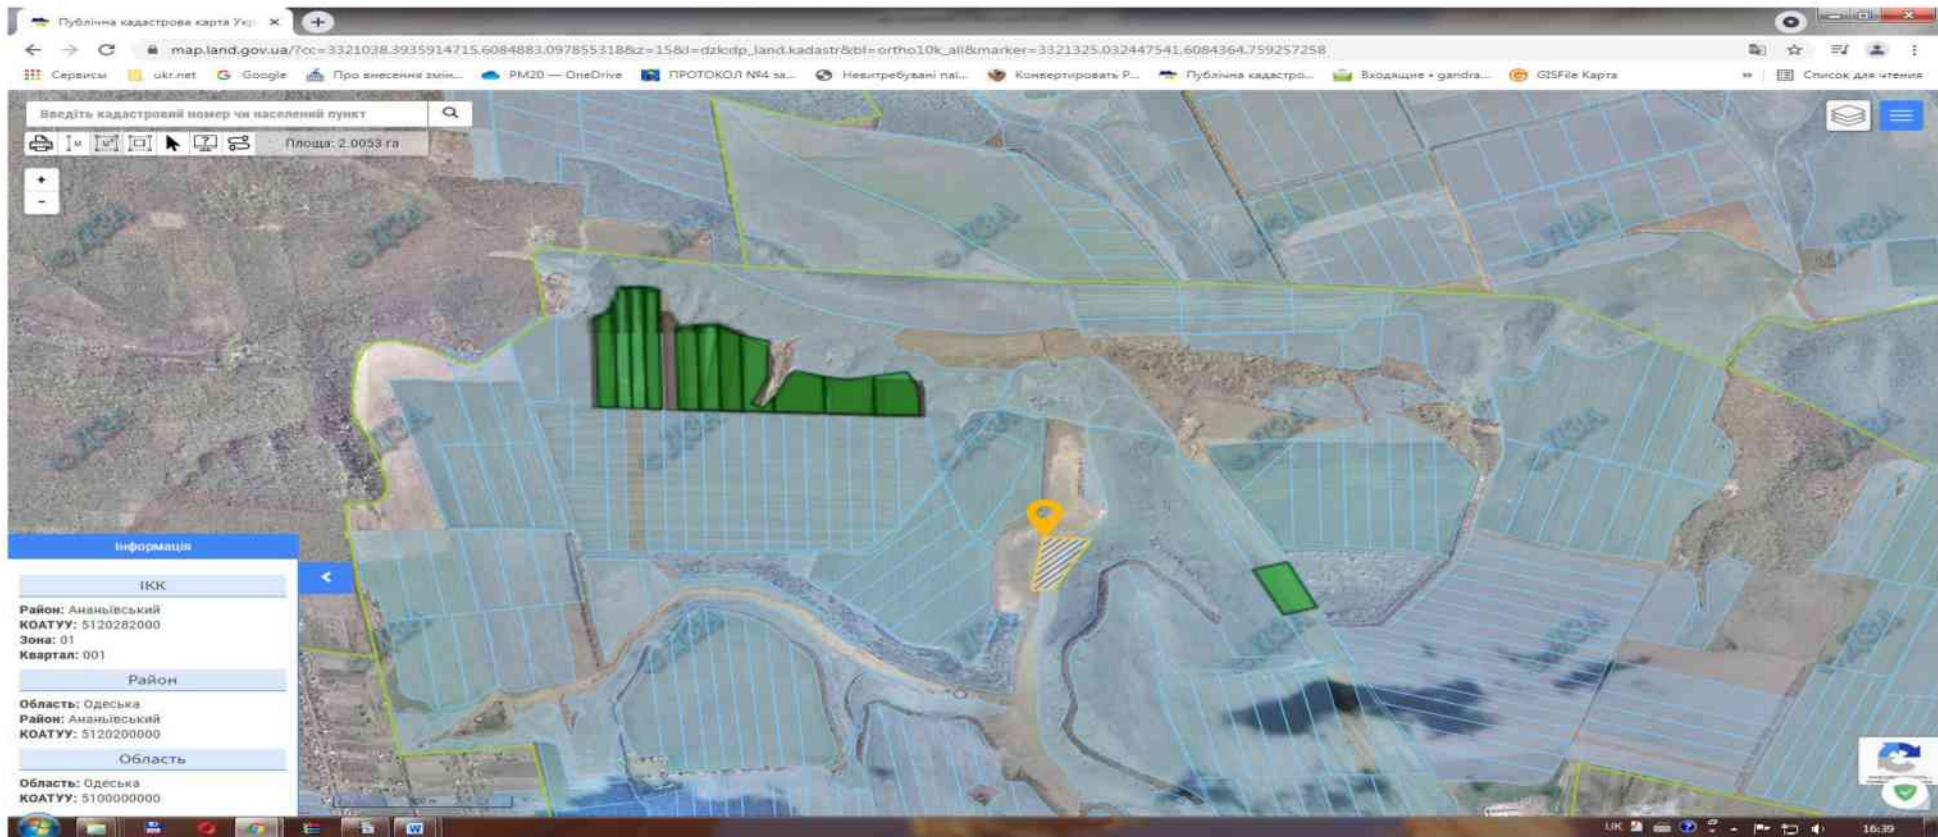 Публічна кадастрова карта Укр
map.land.gov.ua/?cc=3321038.3935914715,6084883.097855318&z=15&l=dzk:dp_land.kadastr&bl=ortho10k_all&marker=3321325.032447541,6084364.759257258
Сервисы ukr.net Google Про внесення змін... PM20 — OneDrive ПРОТОКОЛ №4 за... Невитребувані паї... Конвертировать P... Публічна кадастро... Входящие • gandra... GISFile Карта » Список для чтения
Введіть кадастровий номер чи населений пункт
Площа: 2.0053 га
+
-
Інформація
ІКК
Район: Ананьївський
КОАТУУ: 5120282000
Зона: 01
Квартал: 001
Район
Область: Одеська
Район: Ананьївський
КОАТУУ: 5120200000
Область
Область: Одеська
КОАТУУ: 5100000000
UK 16:39